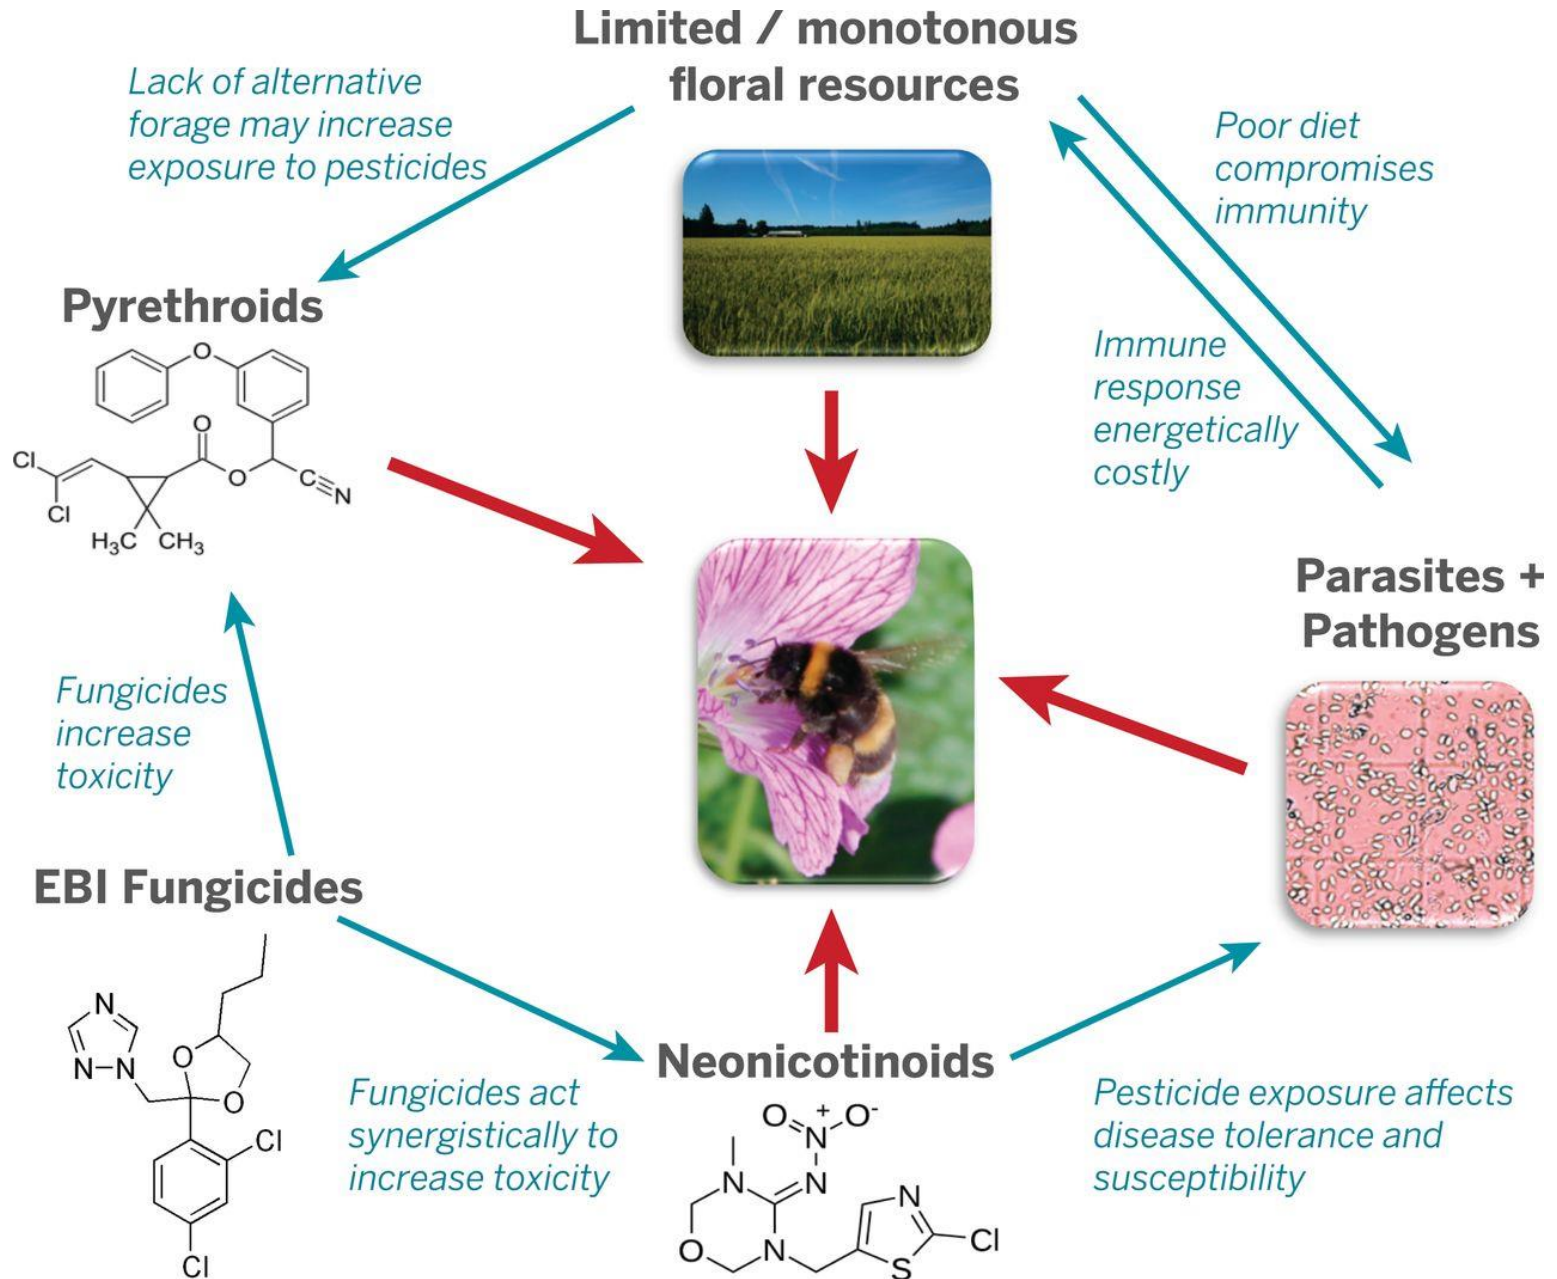 Limited / monotonous
floral resources
Lack of alternative
forage may increase
exposure to pesticides
Poor diet
compromises
immunity
Pyrethroids
Immune
response
energetically
costly
O
O
Cl
O
C≡N
Cl
H₃C CH₃
Parasites +
Pathogens
Fungicides
increase
toxicity
EBI Fungicides
N
N
N
O
O
Cl
Cl
Fungicides act
synergistically to
increase toxicity
Neonicotinoids
O
N
+
O-
N
N
N
O
N
S
Cl
Pesticide exposure affects
disease tolerance and
susceptibility